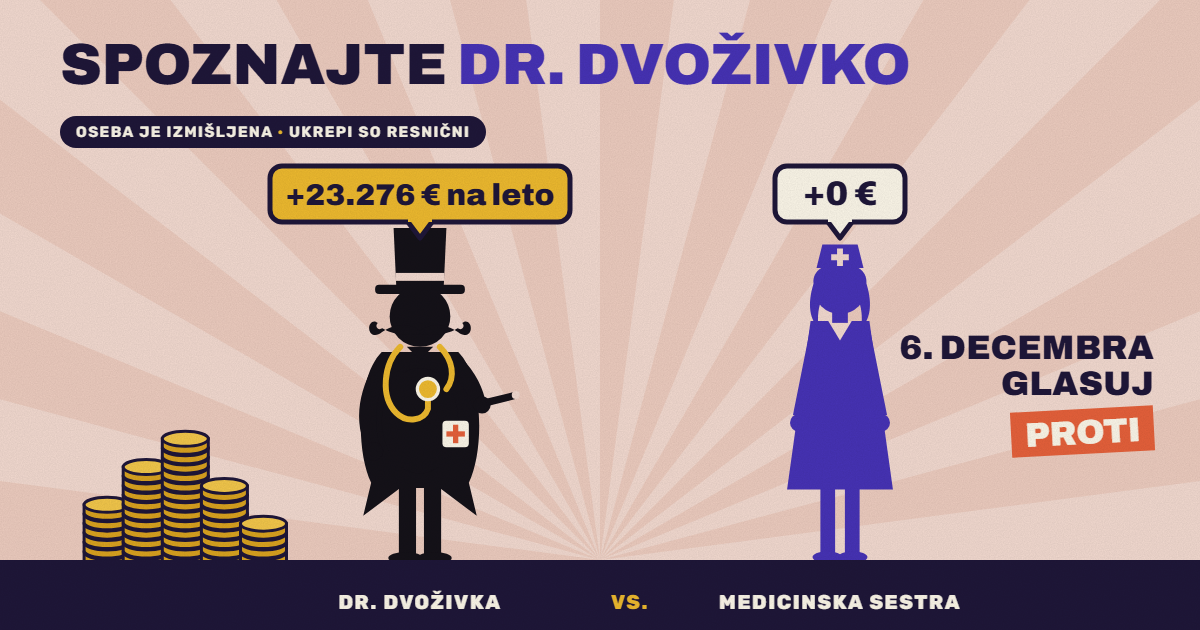 SPOZNAJTE DR. DVOŽIVKO
OSEBA JE IZMIŠLJENA • UKREPI SO RESNIČNI
+23.276 € na leto
+0 €
6. DECEMBRA
GLASUJ
PROTI
DR. DVOŽIVKA VS. MEDICINSKA SESTRA